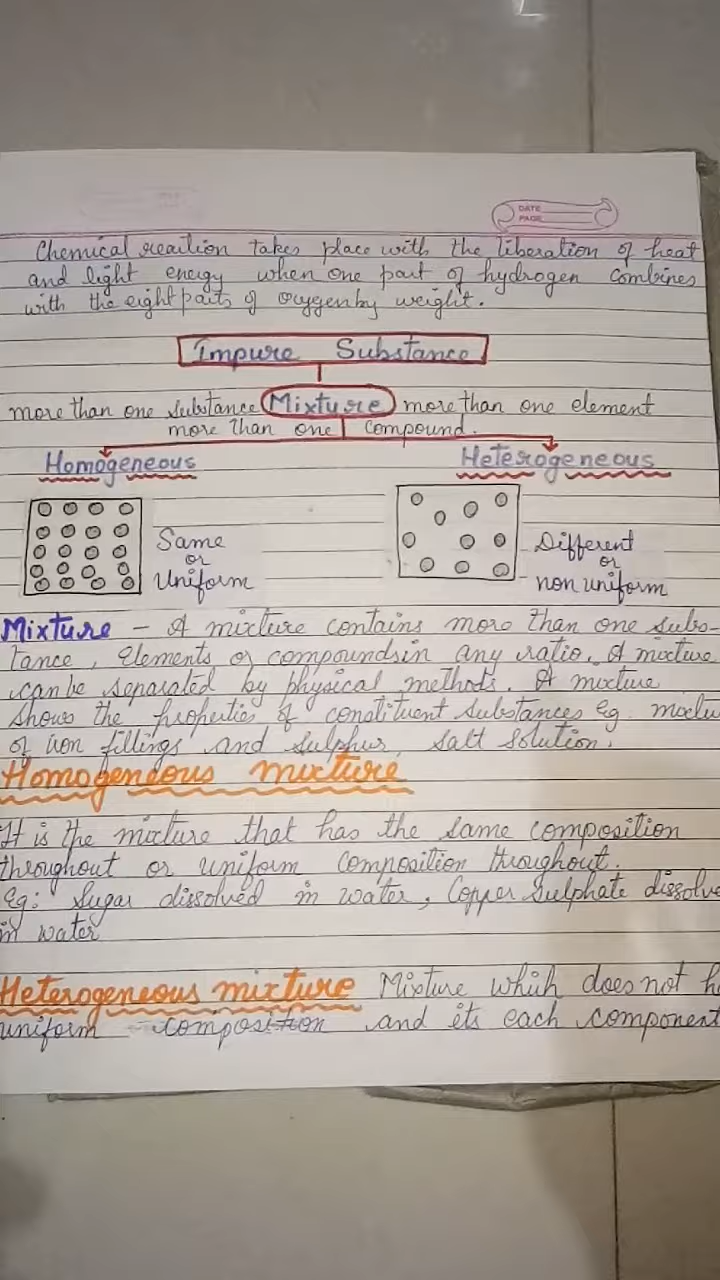 DATE
PAGE
Chemical reaction takes place with the liberation of heat
and light energy when one part of hydrogen combines
with the eight parts of oxygen by weight.
Impure Substance
more than one substance Mixture more than one element
more than one compound.
Homogeneous Heterogeneous
Same
or
Uniform
Different
or
non uniform
Mixture - A mixture contains more than one subs-
tance, elements or compounds in any ratio. A mixture
can be separated by physical methods. A mixture
shows the properties of constituent substances eg. mixtu
of iron fillings and sulphur, salt solution.
Homogeneous mixture
It is the mixture that has the same composition
throughout or uniform composition throughout.
Eg: Sugar dissolved in water, Copper Sulphate dissolve
in water
Heterogeneous mixture Mixture which does not h
uniform composition and its each component